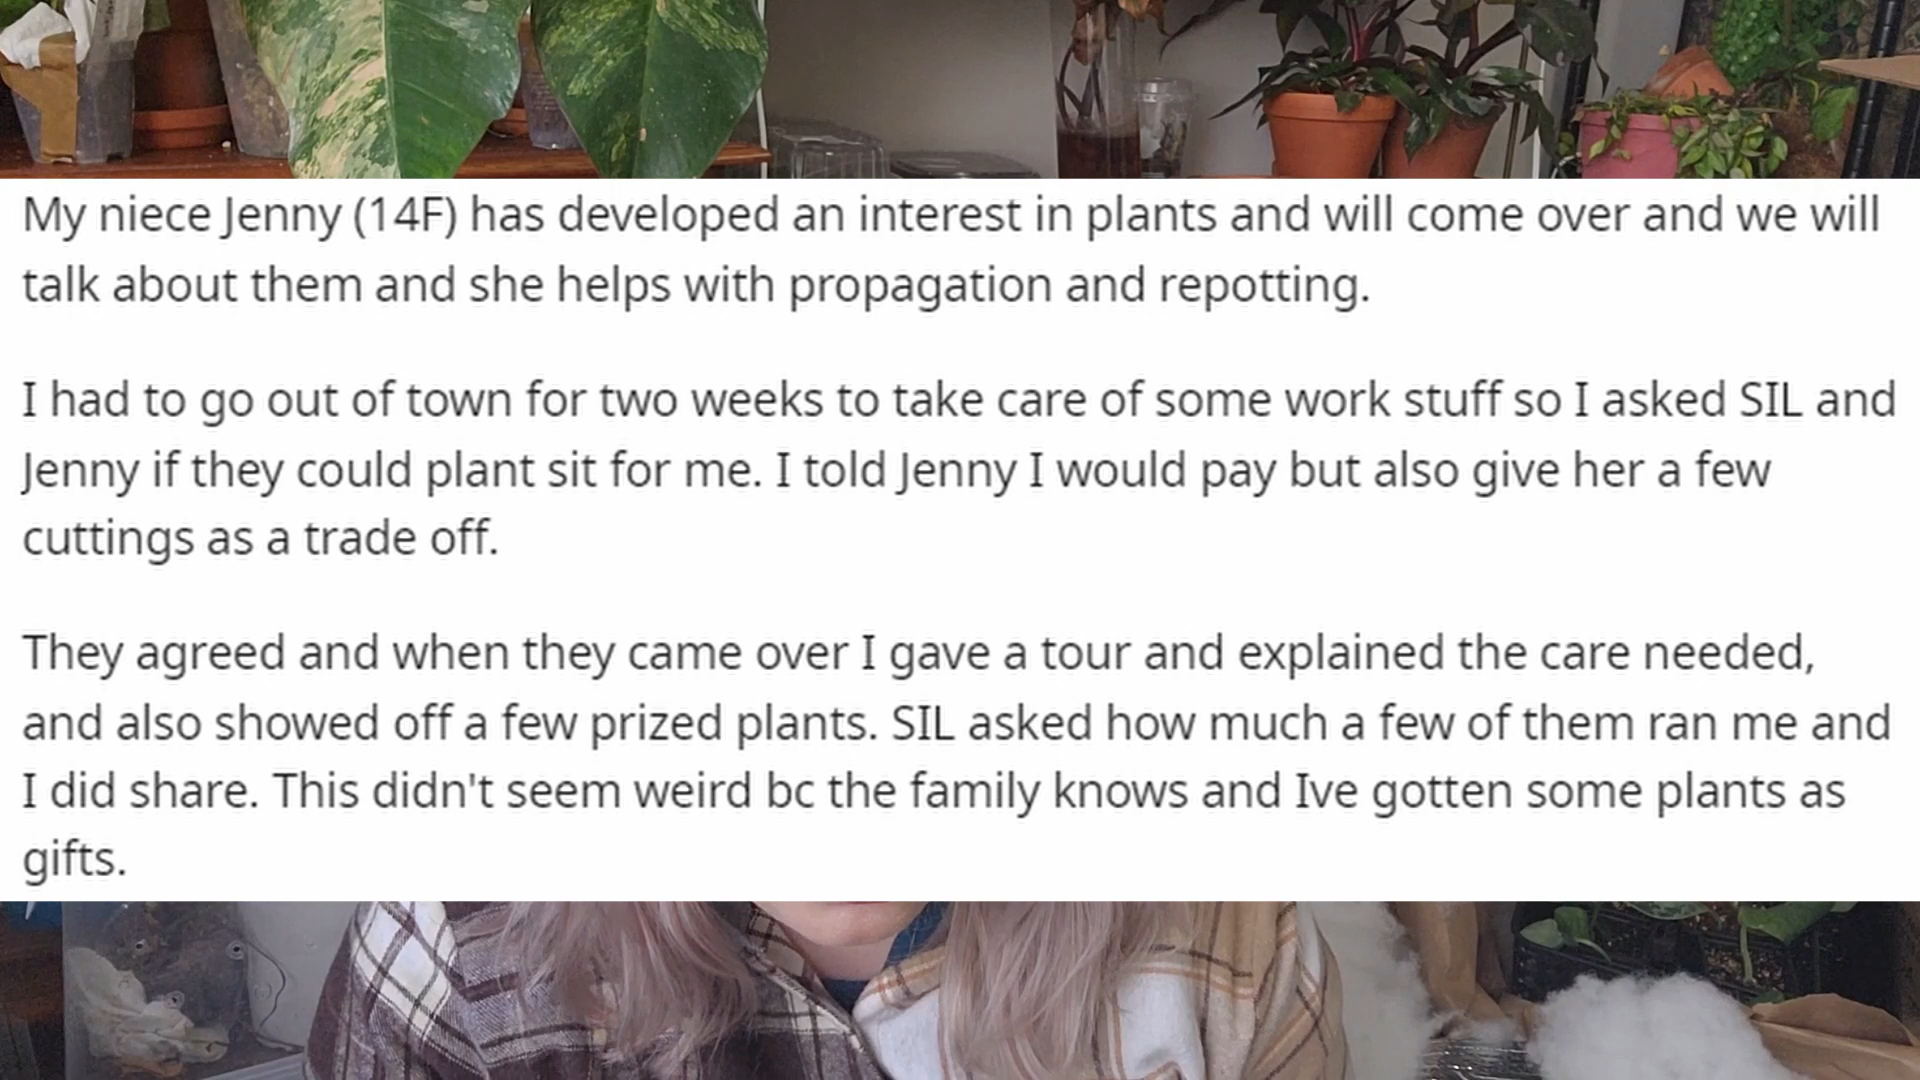 My niece Jenny (14F) has developed an interest in plants and will come over and we will
talk about them and she helps with propagation and repotting.
I had to go out of town for two weeks to take care of some work stuff so I asked SIL and
Jenny if they could plant sit for me. I told Jenny I would pay but also give her a few
cuttings as a trade off.
They agreed and when they came over I gave a tour and explained the care needed,
and also showed off a few prized plants. SIL asked how much a few of them ran me and
I did share. This didn't seem weird bc the family knows and Ive gotten some plants as
gifts.